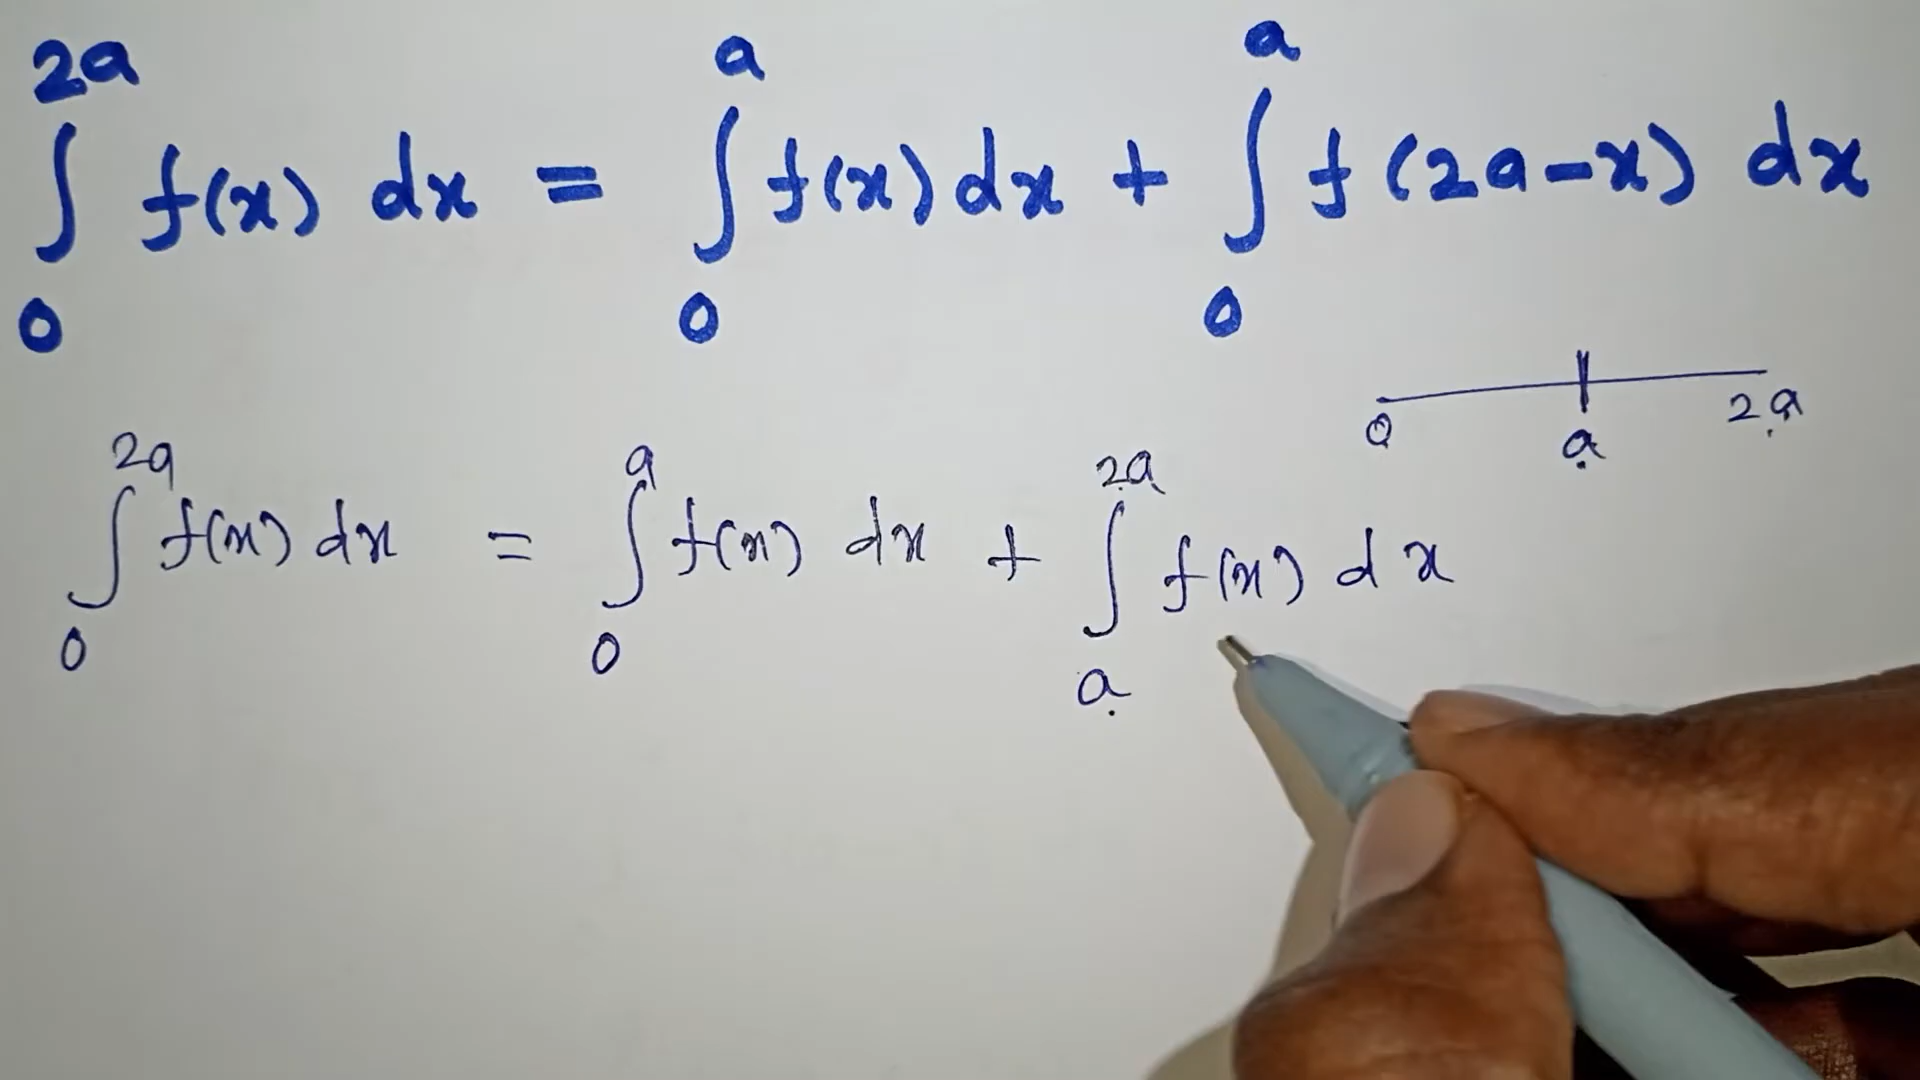 ∫₀²ᵃ f(x) dx = ∫₀ᵃ f(x) dx + ∫₀ᵃ f(2a-x) dx
0 a 2a
∫₀²ᵃ f(x) dx = ∫₀ᵃ f(x) dx + ∫ₐ²ᵃ f(x) dx